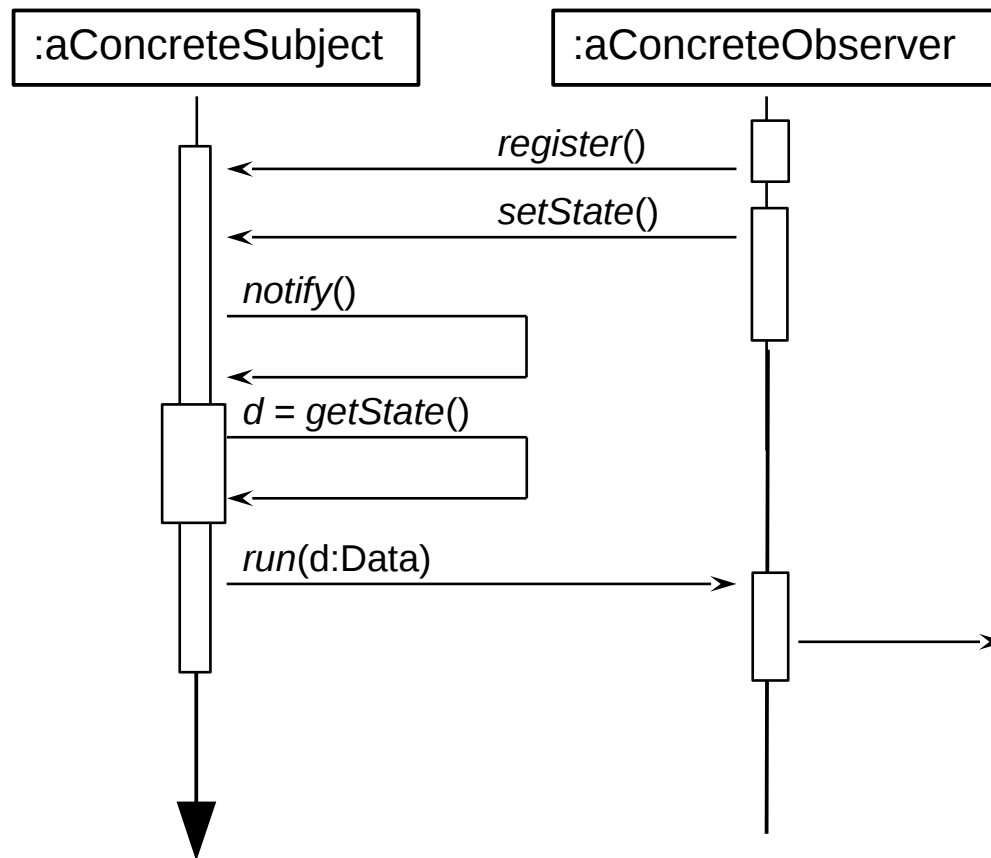 :aConcreteSubject
:aConcreteObserver
register()
setState()
notify()
d = getState()
run(d:Data)